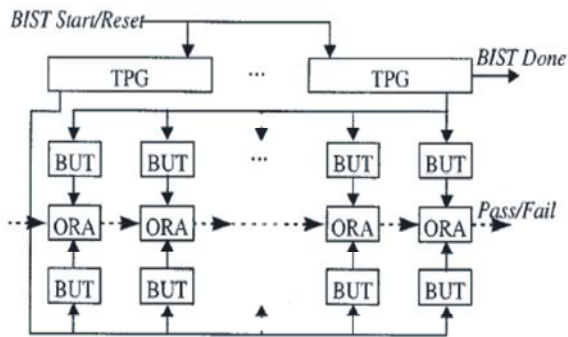 BIST Start/Reset
TPG ... TPG
BIST Done
BUT BUT ... BUT BUT
ORA ORA ORA ORA
Pass/Fail
BUT BUT BUT BUT